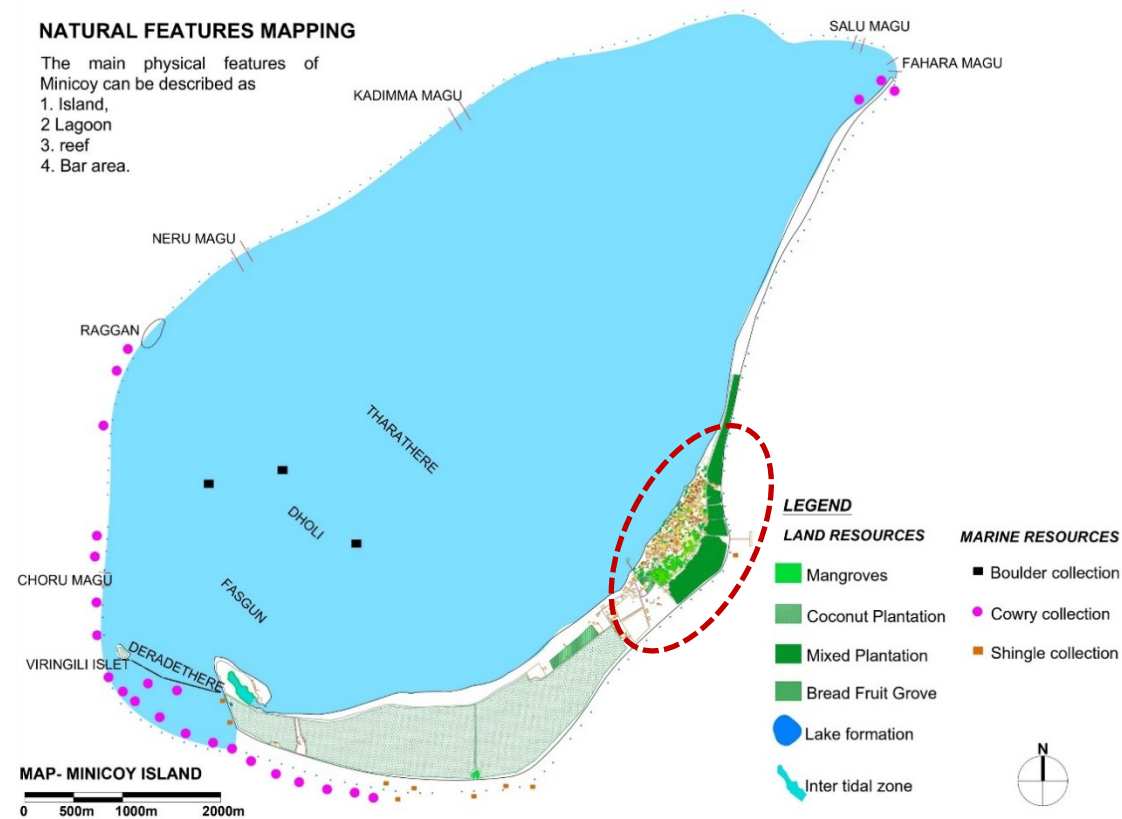 NATURAL FEATURES MAPPING
The main physical features of
Minicoy can be described as
1. Island,
2 Lagoon
3. reef
4. Bar area.
SALU MAGU
FAHARA MAGU
KADIMMA MAGU
NERU MAGU
RAGGAN
THARATHERE
DHOLI
FASGUN
CHORU MAGU
VIRINGILI ISLET
DERADETHERE
LEGEND
LAND RESOURCES
Mangroves
Coconut Plantation
Mixed Plantation
Bread Fruit Grove
Lake formation
Inter tidal zone
MARINE RESOURCES
Boulder collection
Cowry collection
Shingle collection
N
MAP- MINICOY ISLAND
0 500m 1000m 2000m